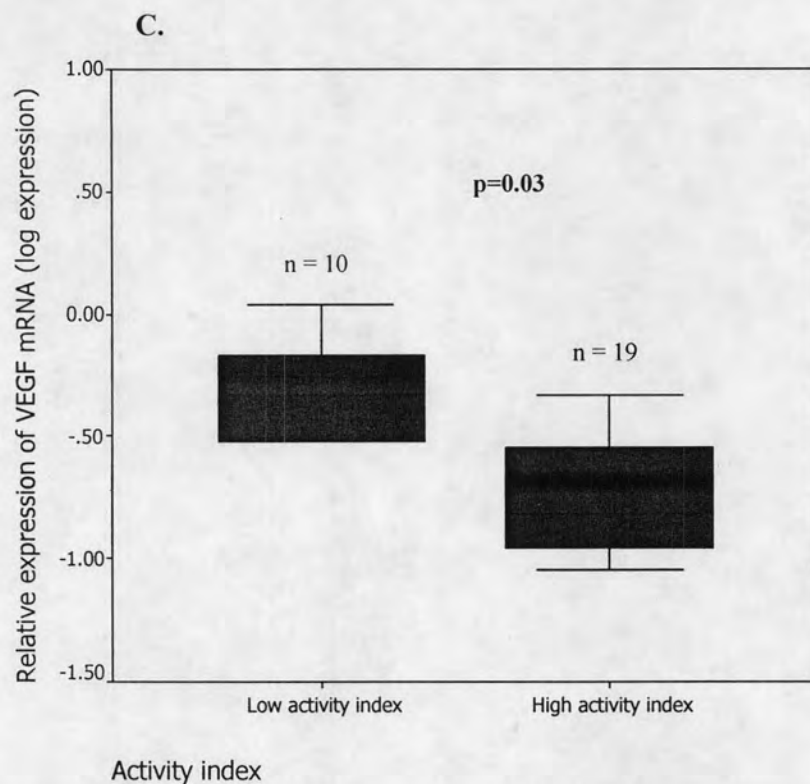 C.
Relative expression of VEGF mRNA (log expression)
1.00
.50
0.00
-.50
-1.00
-1.50
p=0.03
n = 10
n = 19
Low activity index
High activity index
Activity index